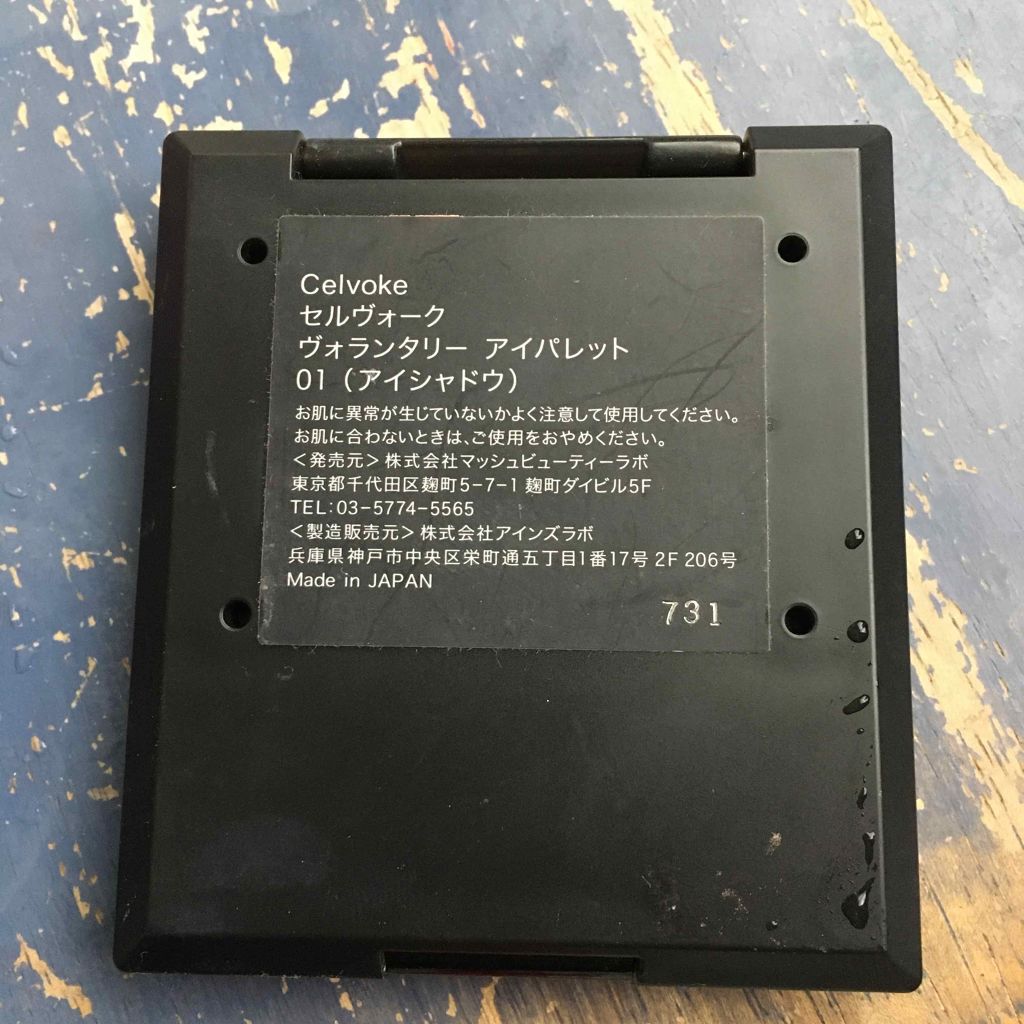 Celvoke
セルヴォーク
ヴォランタリー アイパレット
01（アイシャドウ）
お肌に異常が生じていないかよく注意して使用してください。
お肌に合わないときは、ご使用をおやめください。
＜発売元＞株式会社マッシュビューティーラボ
東京都千代田区麹町5-7-1 麹町ダイビル5F
TEL：03-5774-5565
＜製造販売元＞株式会社アインズラボ
兵庫県神戸市中央区栄町通五丁目1番17号 2F 206号
Made in JAPAN
731